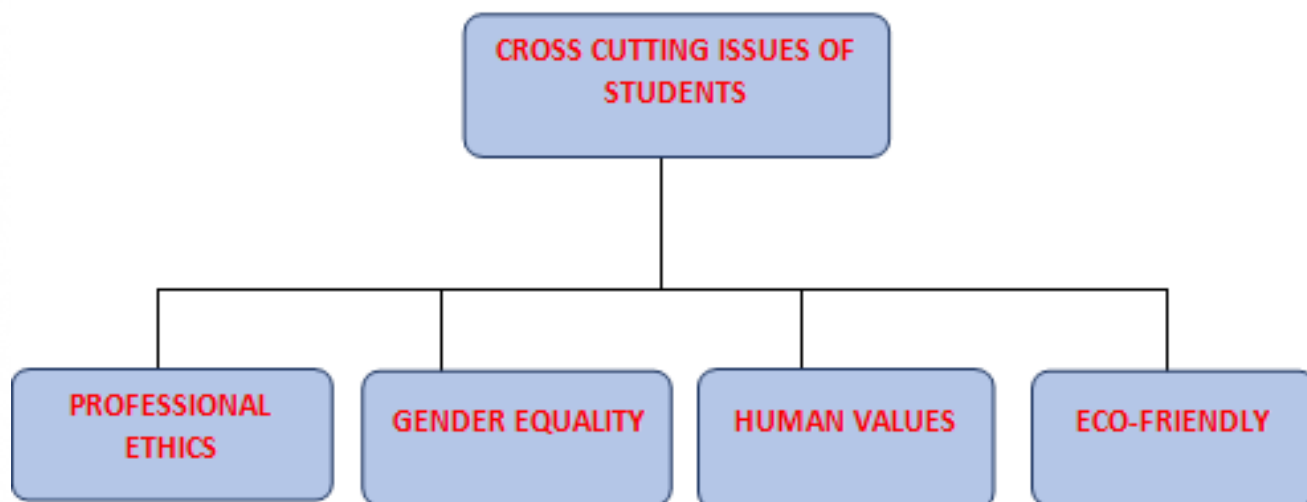 CROSS CUTTING ISSUES OF
STUDENTS
PROFESSIONAL
ETHICS
GENDER EQUALITY
HUMAN VALUES
ECO-FRIENDLY